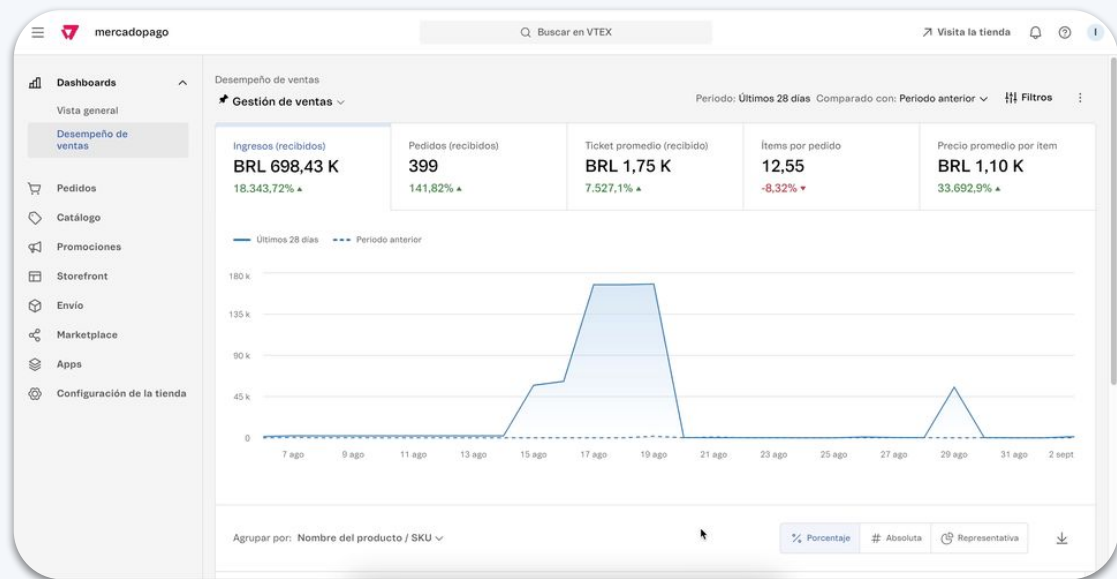 mercadopago
Buscar en VTEX
Visita la tienda
I
Dashboards
Vista general
Desempeño de
ventas
Pedidos
Catálogo
Promociones
Storefront
Envío
Marketplace
Apps
Configuración de la tienda
Desempeño de ventas
Gestión de ventas
Periodo: Últimos 28 días Comparado con: Periodo anterior
Filtros
Ingresos (recibidos)
BRL 698,43 K
18.343,72%
Pedidos (recibidos)
399
141,82%
Ticket promedio (recibido)
BRL 1,75 K
7.527,1%
Ítems por pedido
12,55
-8,32%
Precio promedio por ítem
BRL 1,10 K
33.692,9%
Últimos 28 días
Periodo anterior
180 k
135 k
90 k
45 k
0
7 ago 9 ago 11 ago 13 ago 15 ago 17 ago 19 ago 21 ago 23 ago 25 ago 27 ago 29 ago 31 ago 2 sept
Agrupar por: Nombre del producto / SKU
Porcentaje
# Absoluta
Representativa